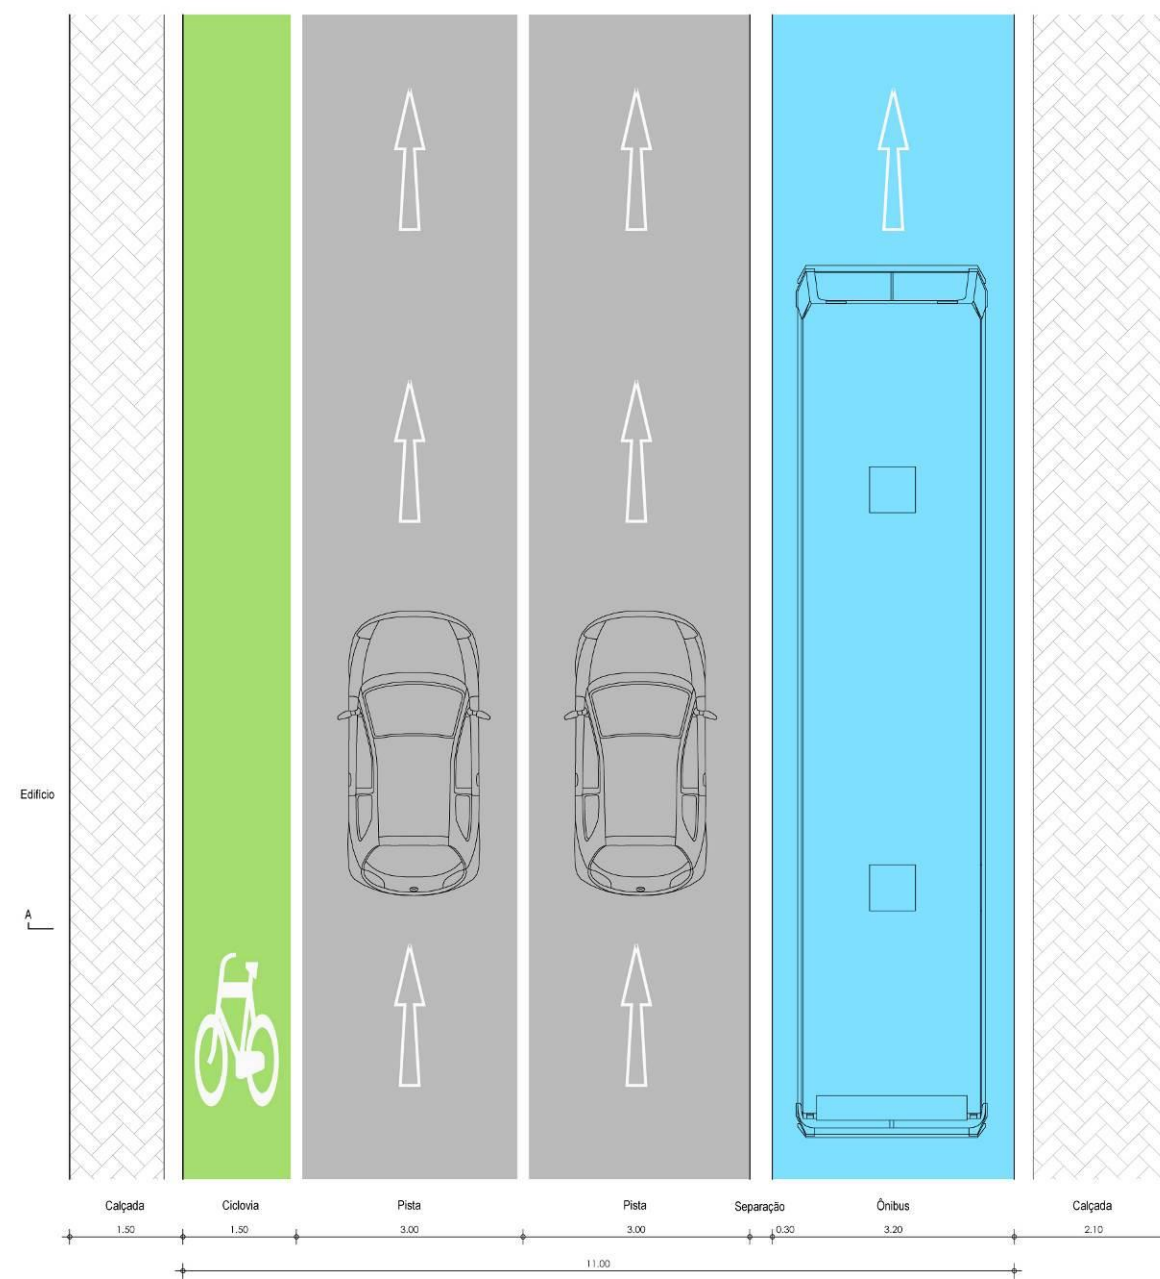 Edifício
A
Calçada Ciclovia Pista Pista Separação Ônibus Calçada
1.50 1.50 3.00 3.00 0.30 3.20 2.10
11.00